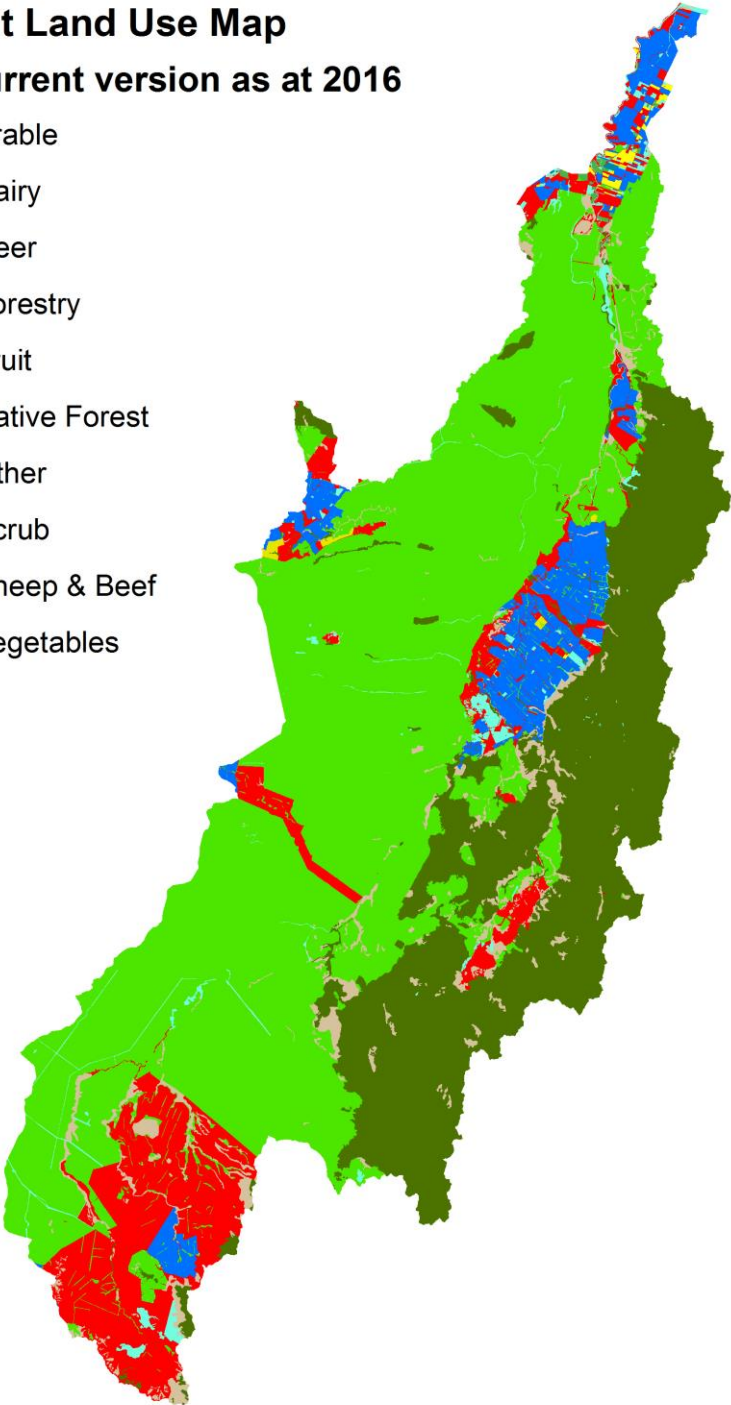 t Land Use Map
urrent version as at 2016
rable
airy
eer
orestry
ruit
ative Forest
ther
crub
heep & Beef
egetables